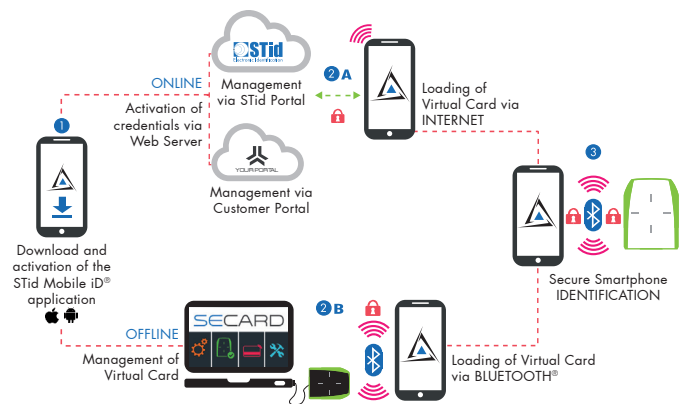 STid
Electronic Identification
ONLINE
Management
via STid Portal
2 A
Loading of
Virtual Card via
INTERNET
1
Activation of
credentials via
Web Server
YOUR PORTAL
Management via
Customer Portal
3
Download and
activation of the
STid Mobile iD®
application
Secure Smartphone
IDENTIFICATION
OFFLINE
Management of
Virtual Card
SECARD
2 B
Loading of Virtual Card
via BLUETOOTH®